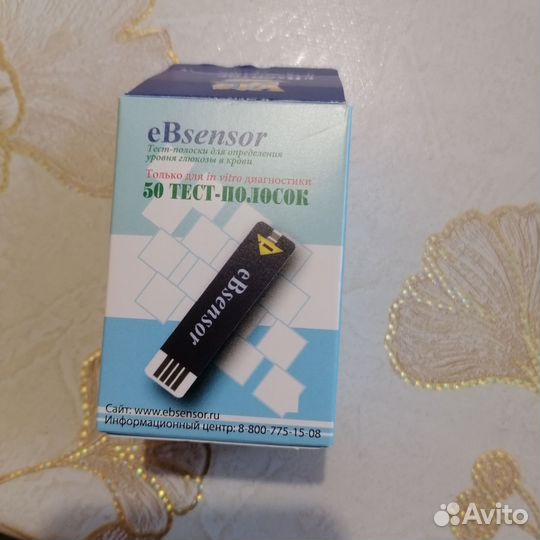 eBsensor
Тест-полоски для определения
уровня глюкозы в крови
Только для in vitro диагностики
50 ТЕСТ-ПОЛОСОК
eBsensor
Сайт: www.ebsensor.ru
Информационный центр: 8-800-775-15-08
Avito